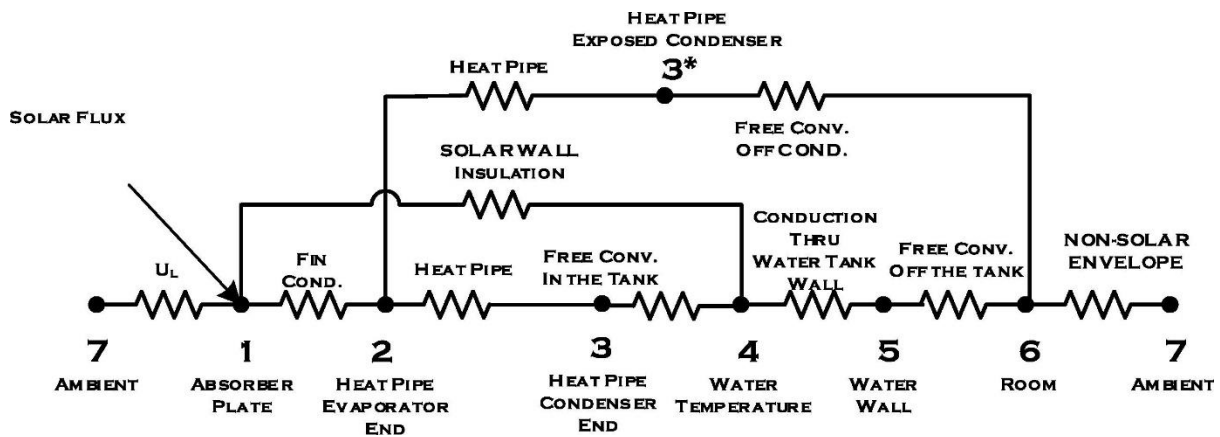 HEAT PIPE
EXPOSED CONDENSER
3*
HEAT PIPE
SOLAR FLUX
FREE CONV.
OFF COND.
SOLAR WALL
INSULATION
CONDUCTION
THRU
WATER TANK
WALL
NON-SOLAR
ENVELOPE
FREE CONV.
OFF THE TANK
FREE CONV.
IN THE TANK
FIN
COND.
HEAT PIPE
UL
7
AMBIENT
1
ABSORBER
PLATE
2
HEAT PIPE
EVAPORATOR
END
3
HEAT PIPE
CONDENSER
END
4
WATER
TEMPERATURE
5
WATER
WALL
6
ROOM
7
AMBIENT